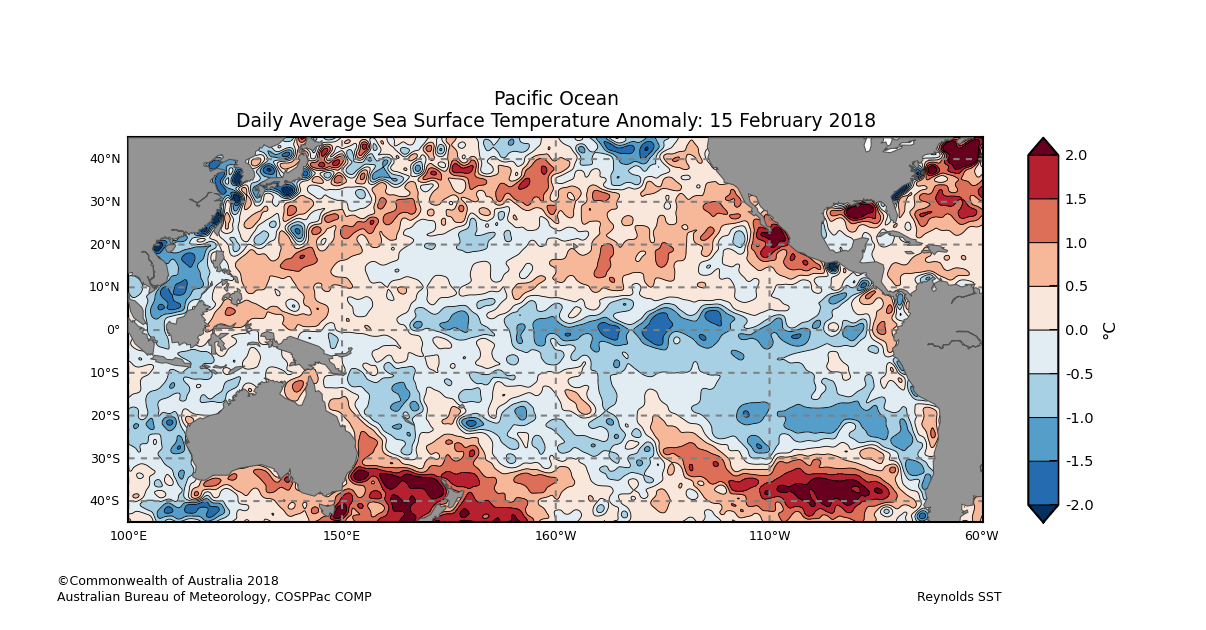 Pacific Ocean
Daily Average Sea Surface Temperature Anomaly: 15 February 2018
40°N
30°N
20°N
10°N
0°
10°S
20°S
30°S
40°S
100°E
150°E
160°W
110°W
60°W
2.0
1.5
1.0
0.5
0.0
-0.5
-1.0
-1.5
-2.0
°C
©Commonwealth of Australia 2018
Australian Bureau of Meteorology, COSPPac COMP
Reynolds SST